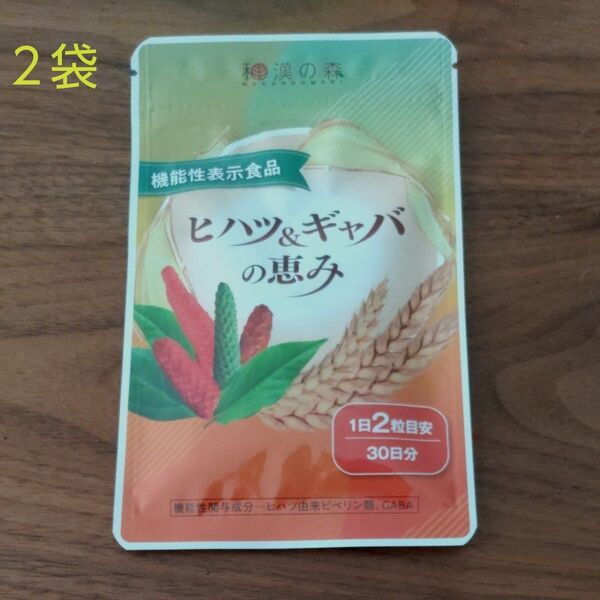 2袋
和漢の森
WAKANNOMORI
機能性表示食品
ヒハツ&ギャバ
の恵み
1日2粒目安
30日分
機能性関与成分…ヒハツ由来ピペリン類、GABA